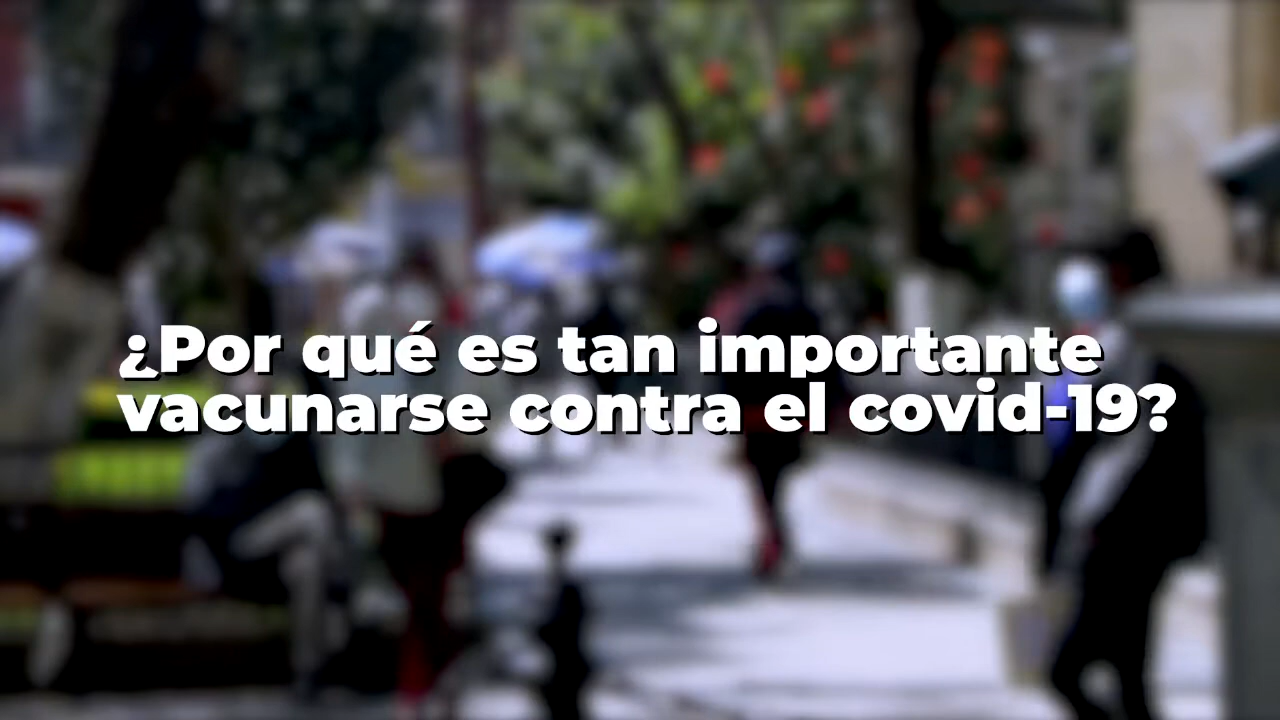 ¿Por qué es tan importante
vacunarse contra el covid-19?